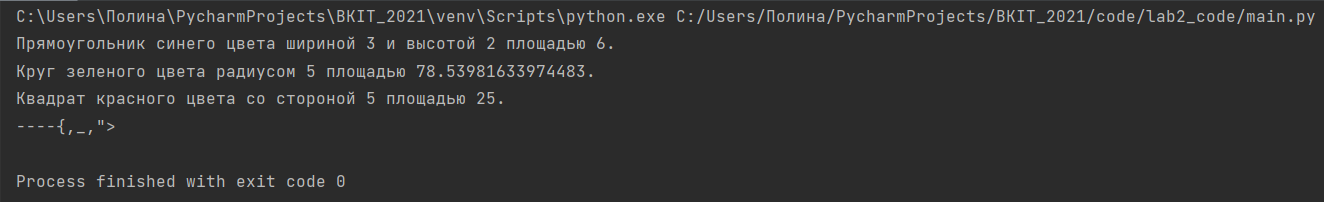 C:\Users\Полина\PycharmProjects\BKIT_2021\venv\Scripts\python.exe C:/Users/Полина/PycharmProjects/BKIT_2021/code/lab2_code/main.py
Прямоугольник синего цвета шириной 3 и высотой 2 площадью 6.
Круг зеленого цвета радиусом 5 площадью 78.53981633974483.
Квадрат красного цвета со стороной 5 площадью 25.
----{,_,">
Process finished with exit code 0